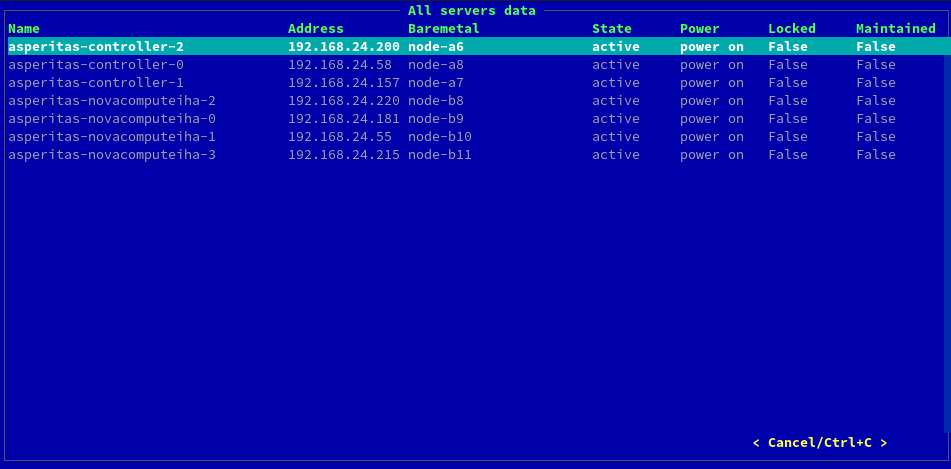 All servers data
Name Address Baremetal State Power Locked Maintained
asperitas-controller-2 192.168.24.200 node-a6 active power on False False
asperitas-controller-0 192.168.24.58 node-a8 active power on False False
asperitas-controller-1 192.168.24.157 node-a7 active power on False False
asperitas-novacomputeiha-2 192.168.24.220 node-b8 active power on False False
asperitas-novacomputeiha-0 192.168.24.181 node-b9 active power on False False
asperitas-novacomputeiha-1 192.168.24.55 node-b10 active power on False False
asperitas-novacomputeiha-3 192.168.24.215 node-b11 active power on False False
< Cancel/Ctrl+C >